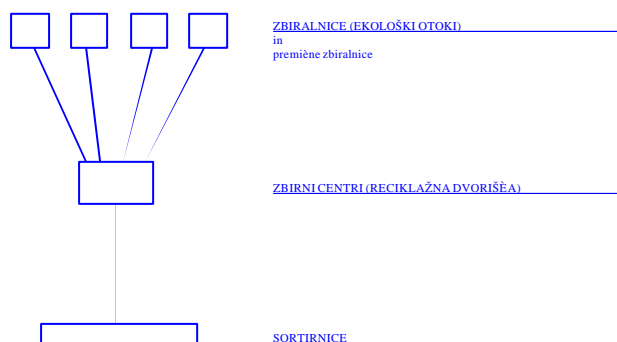 ZBIRALNICE (EKOLOŠKI OTOKI)
in
premiène zbiralnice
ZBIRNI CENTRI (RECIKLAŽNA DVORIŠÈA)
SORTIRNICE